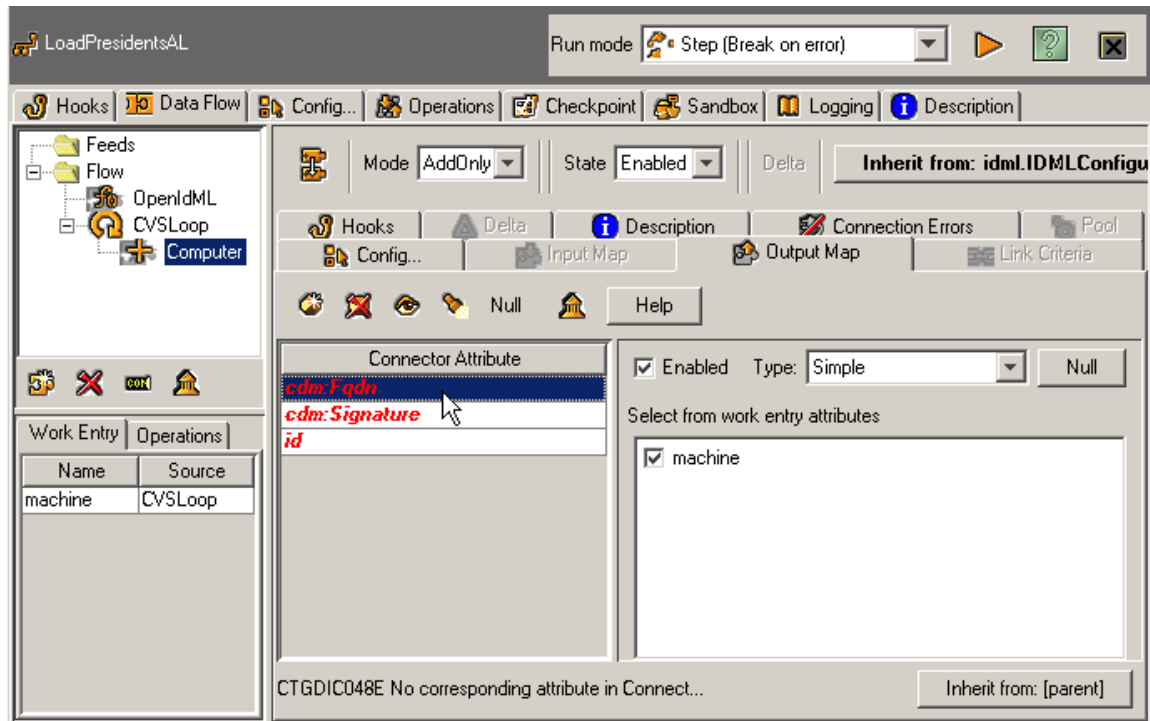 LoadPresidentsAL
Run mode Step (Break on error)
Hooks Data Flow Config... Operations Checkpoint Sandbox Logging Description
Feeds
Flow
OpenIdML
CVSLoop
Computer
Mode AddOnly State Enabled Delta Inherit from: idml.IDMLConfigu
Hooks Delta Description Connection Errors Pool
Config... Input Map Output Map Link Criteria
Null Help
Connector Attribute
cdm:Fqdn
cdm:Signature
id
Enabled Type: Simple Null
Select from work entry attributes
machine
CON
Work Entry Operations
Name Source
machine CVSLoop
CTGDIC048E No corresponding attribute in Connect... Inherit from: [parent]